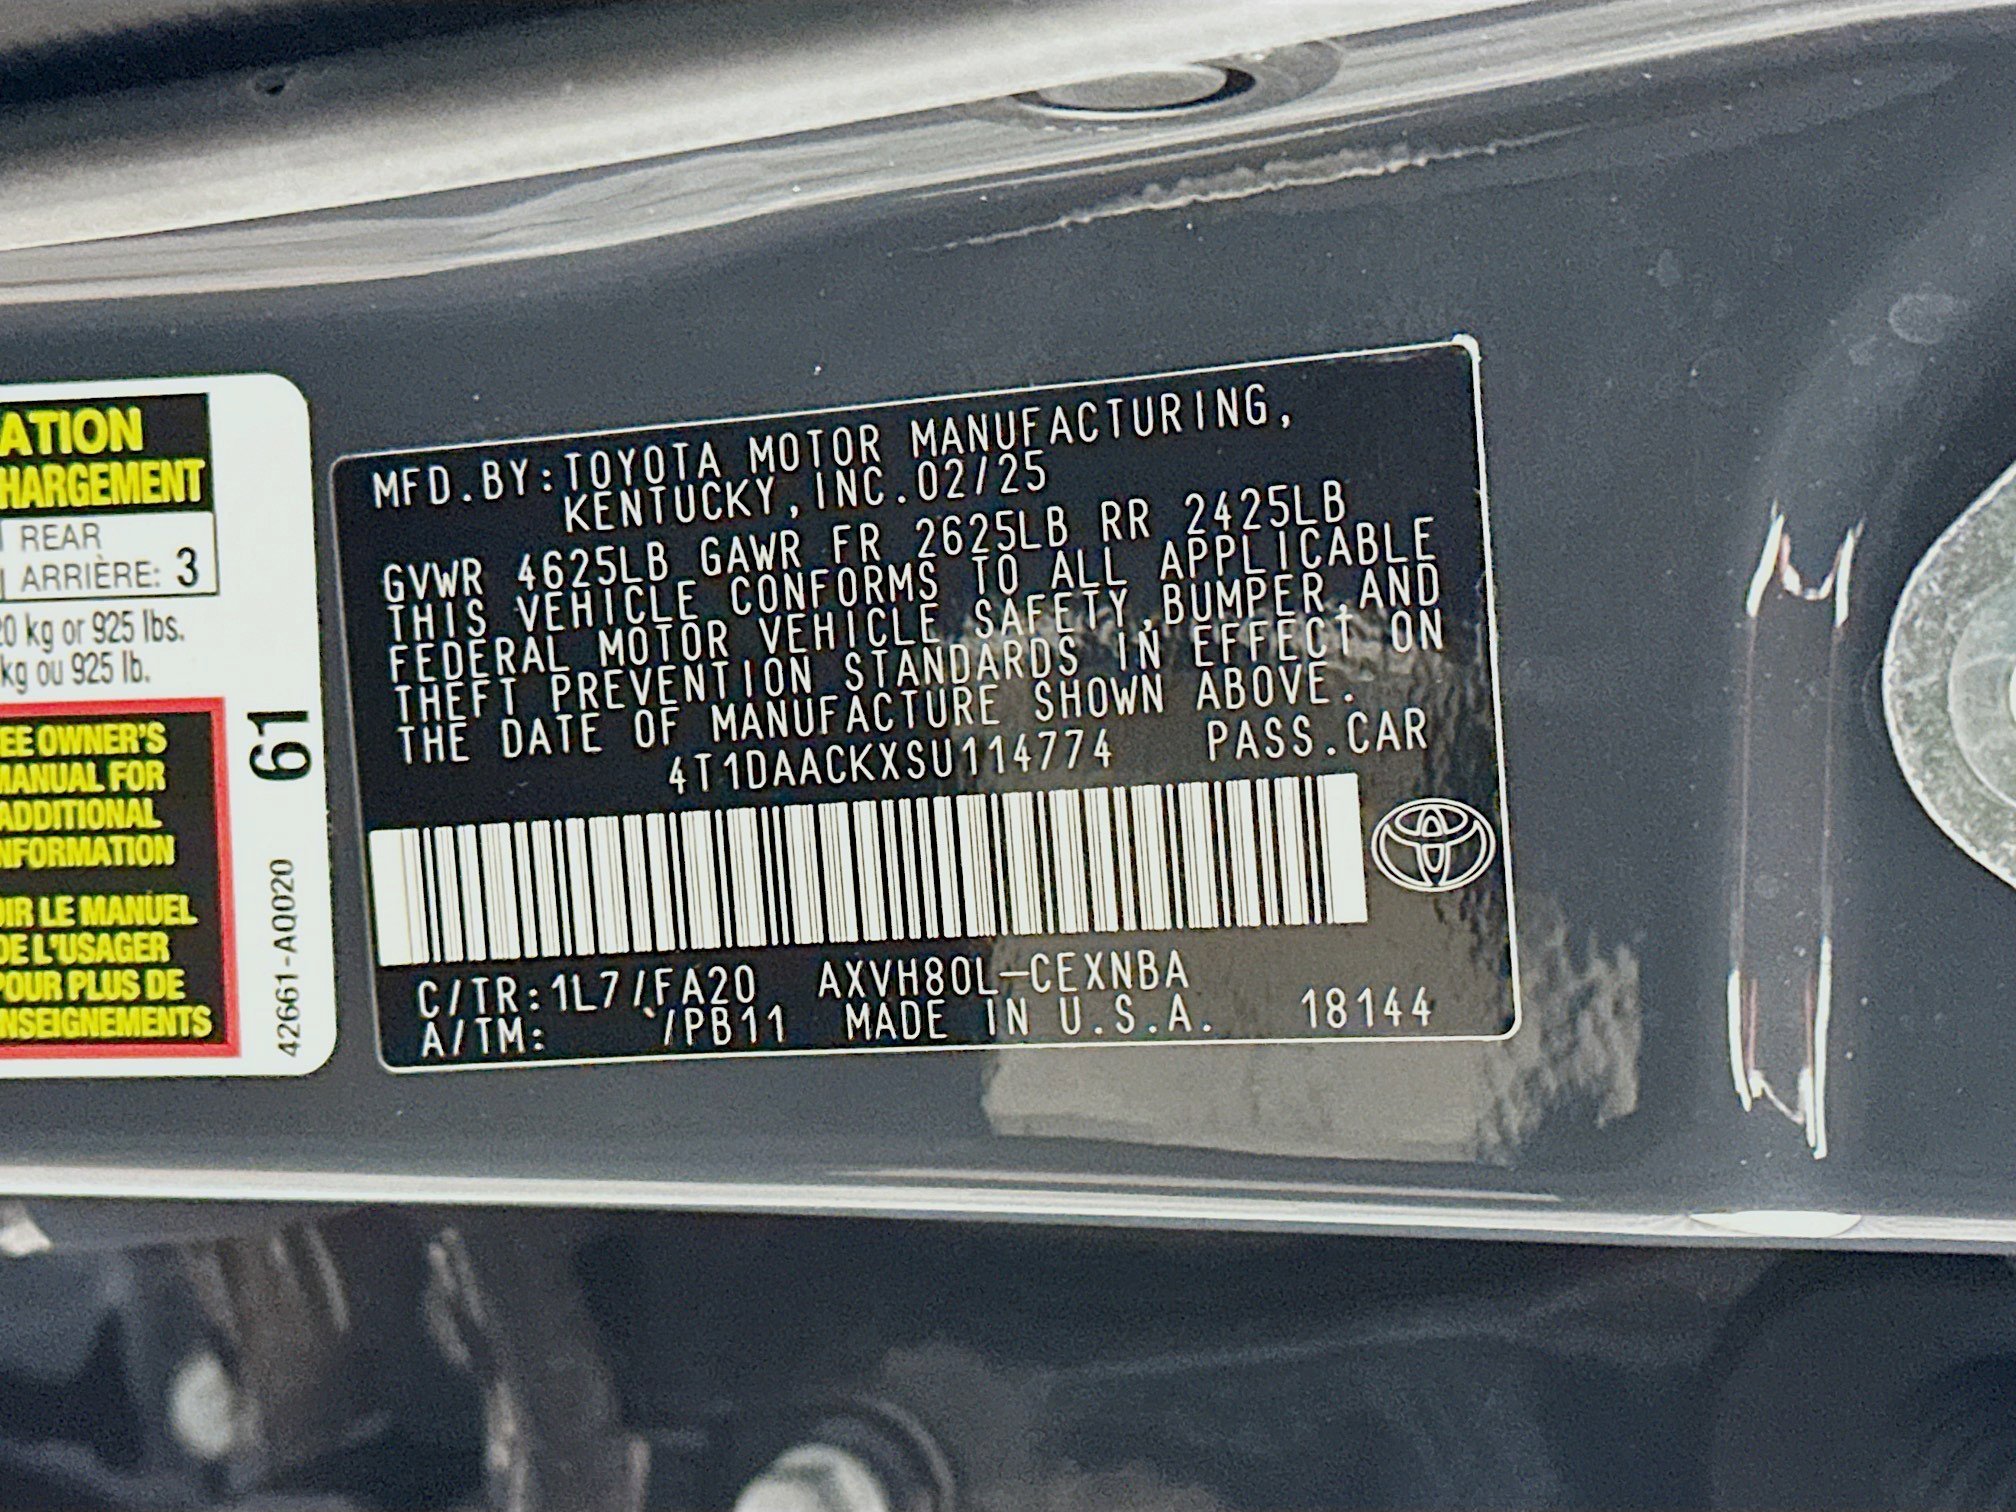 ATION
HARGEMENT
REAR
ARRIÈRE: 3
20 kg or 925 lbs.
kg ou 925 lb.
EE OWNER'S
MANUAL FOR
ADDITIONAL
NFORMATION
OIR LE MANUEL
DE L'USAGER
POUR PLUS DE
NSEIGNEMENTS
61
42661-A0020
MFD.BY:TOYOTA MOTOR MANUFACTURING,
KENTUCKY,INC.02/25
GVWR 4625LB GAWR FR 2625LB RR 2425LB
THIS VEHICLE CONFORMS TO ALL APPLICABLE
FEDERAL MOTOR VEHICLE SAFETY,BUMPER,AND
THEFT PREVENTION STANDARDS IN EFFECT ON
THE DATE OF MANUFACTURE SHOWN ABOVE.
4T1DAACKXSU114774 PASS.CAR
C/TR:1L7/FA20 AXVH80L-CEXNBA
A/TM: /PB11 MADE IN U.S.A. 18144